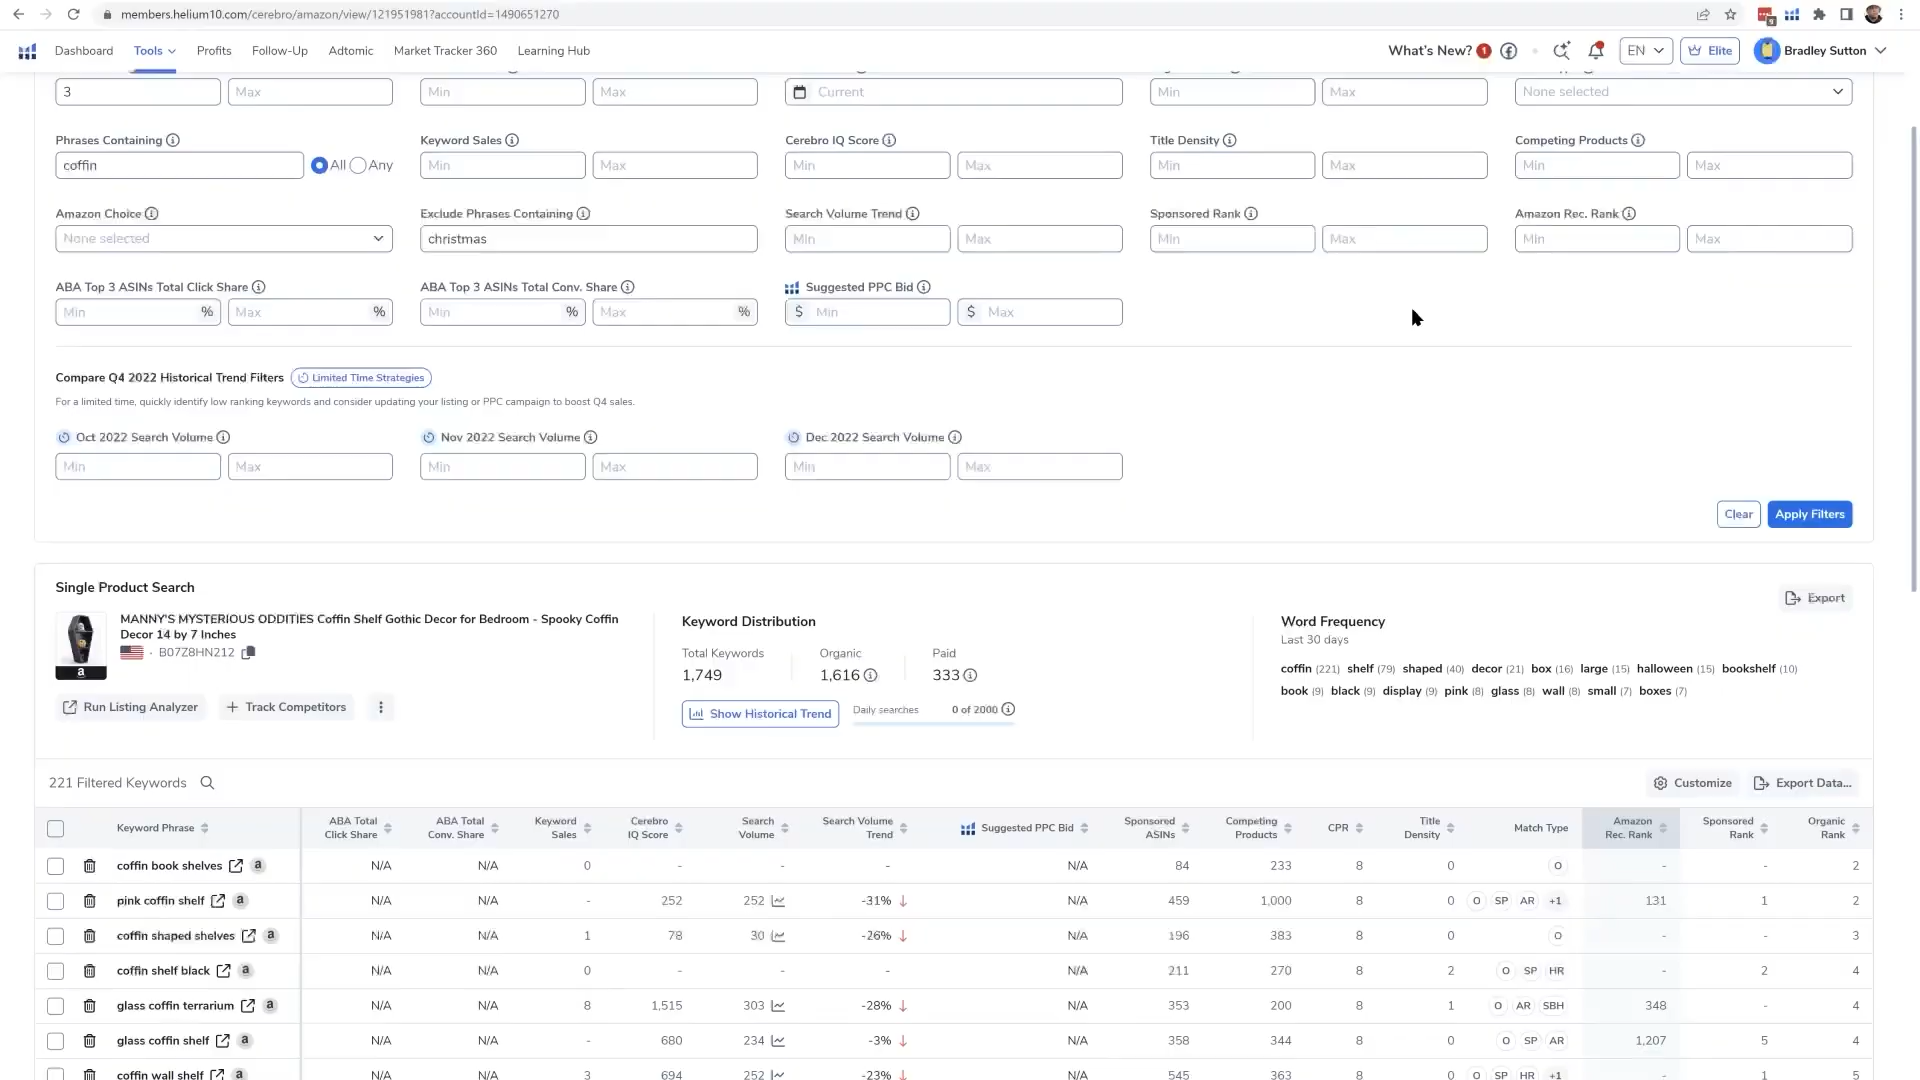 members.helium10.com/cerebro/amazon/view/121951981?accountId=1490651270
Dashboard Tools Profits Follow-Up Adtomic Market Tracker 360 Learning Hub What's New? 1 EN Elite Bradley Sutton
3 Max Min Max Current Min Max None selected
Phrases Containing Keyword Sales Cerebro IQ Score Title Density Competing Products
coffin All Any Min Max Min Max Min Max Min Max
Amazon Choice Exclude Phrases Containing Search Volume Trend Sponsored Rank Amazon Rec. Rank
None selected christmas Min Max Min Max Min Max
ABA Top 3 ASINs Total Click Share ABA Top 3 ASINs Total Conv. Share Suggested PPC Bid
Min % Max % Min % Max % $ Min $ Max
Compare Q4 2022 Historical Trend Filters Limited Time Strategies
For a limited time, quickly identify low ranking keywords and consider updating your listing or PPC campaign to boost Q4 sales.
Oct 2022 Search Volume Nov 2022 Search Volume Dec 2022 Search Volume
Min Max Min Max Min Max
Clear Apply Filters
Single Product Search
Export
MANNY'S MYSTERIOUS ODDITIES Coffin Shelf Gothic Decor for Bedroom - Spooky Coffin
Decor 14 by 7 Inches
B07Z8HN212
Run Listing Analyzer Track Competitors
Keyword Distribution
Total Keywords Organic Paid
1,749 1,616 333
Show Historical Trend Daily searches 0 of 2000
Word Frequency
Last 30 days
coffin (221) shelf (79) shaped (40) decor (21) box (16) large (15) halloween (15) bookshelf (10)
book (9) black (9) display (9) pink (8) glass (8) wall (8) small (7) boxes (7)
221 Filtered Keywords Customize Export Data...
Keyword Phrase ABA Total Click Share ABA Total Conv. Share Keyword Sales Cerebro IQ Score Search Volume Search Volume Trend Suggested PPC Bid Sponsored ASINs Competing Products CPR Title Density Match Type Amazon Rec. Rank Sponsored Rank Organic Rank
coffin book shelves a N/A N/A 0 - - - N/A 84 233 8 0 O - - 2
pink coffin shelf a N/A N/A - 252 252 -31% N/A 459 1,000 8 0 O SP AR +1 131 1 2
coffin shaped shelves a N/A N/A 1 78 30 -26% N/A 196 383 8 0 O - - 3
coffin shelf black a N/A N/A 0 - - - N/A 211 270 8 2 O SP HR - 2 4
glass coffin terrarium a N/A N/A 8 1,515 303 -28% N/A 353 200 8 1 O AR SBH 348 - 4
glass coffin shelf a N/A N/A - 680 234 -3% N/A 358 344 8 0 O SP AR 1,207 5 4
coffin wall shelf a N/A N/A 3 694 252 -23% N/A 545 363 8 0 O SP HR +1 - 1 5